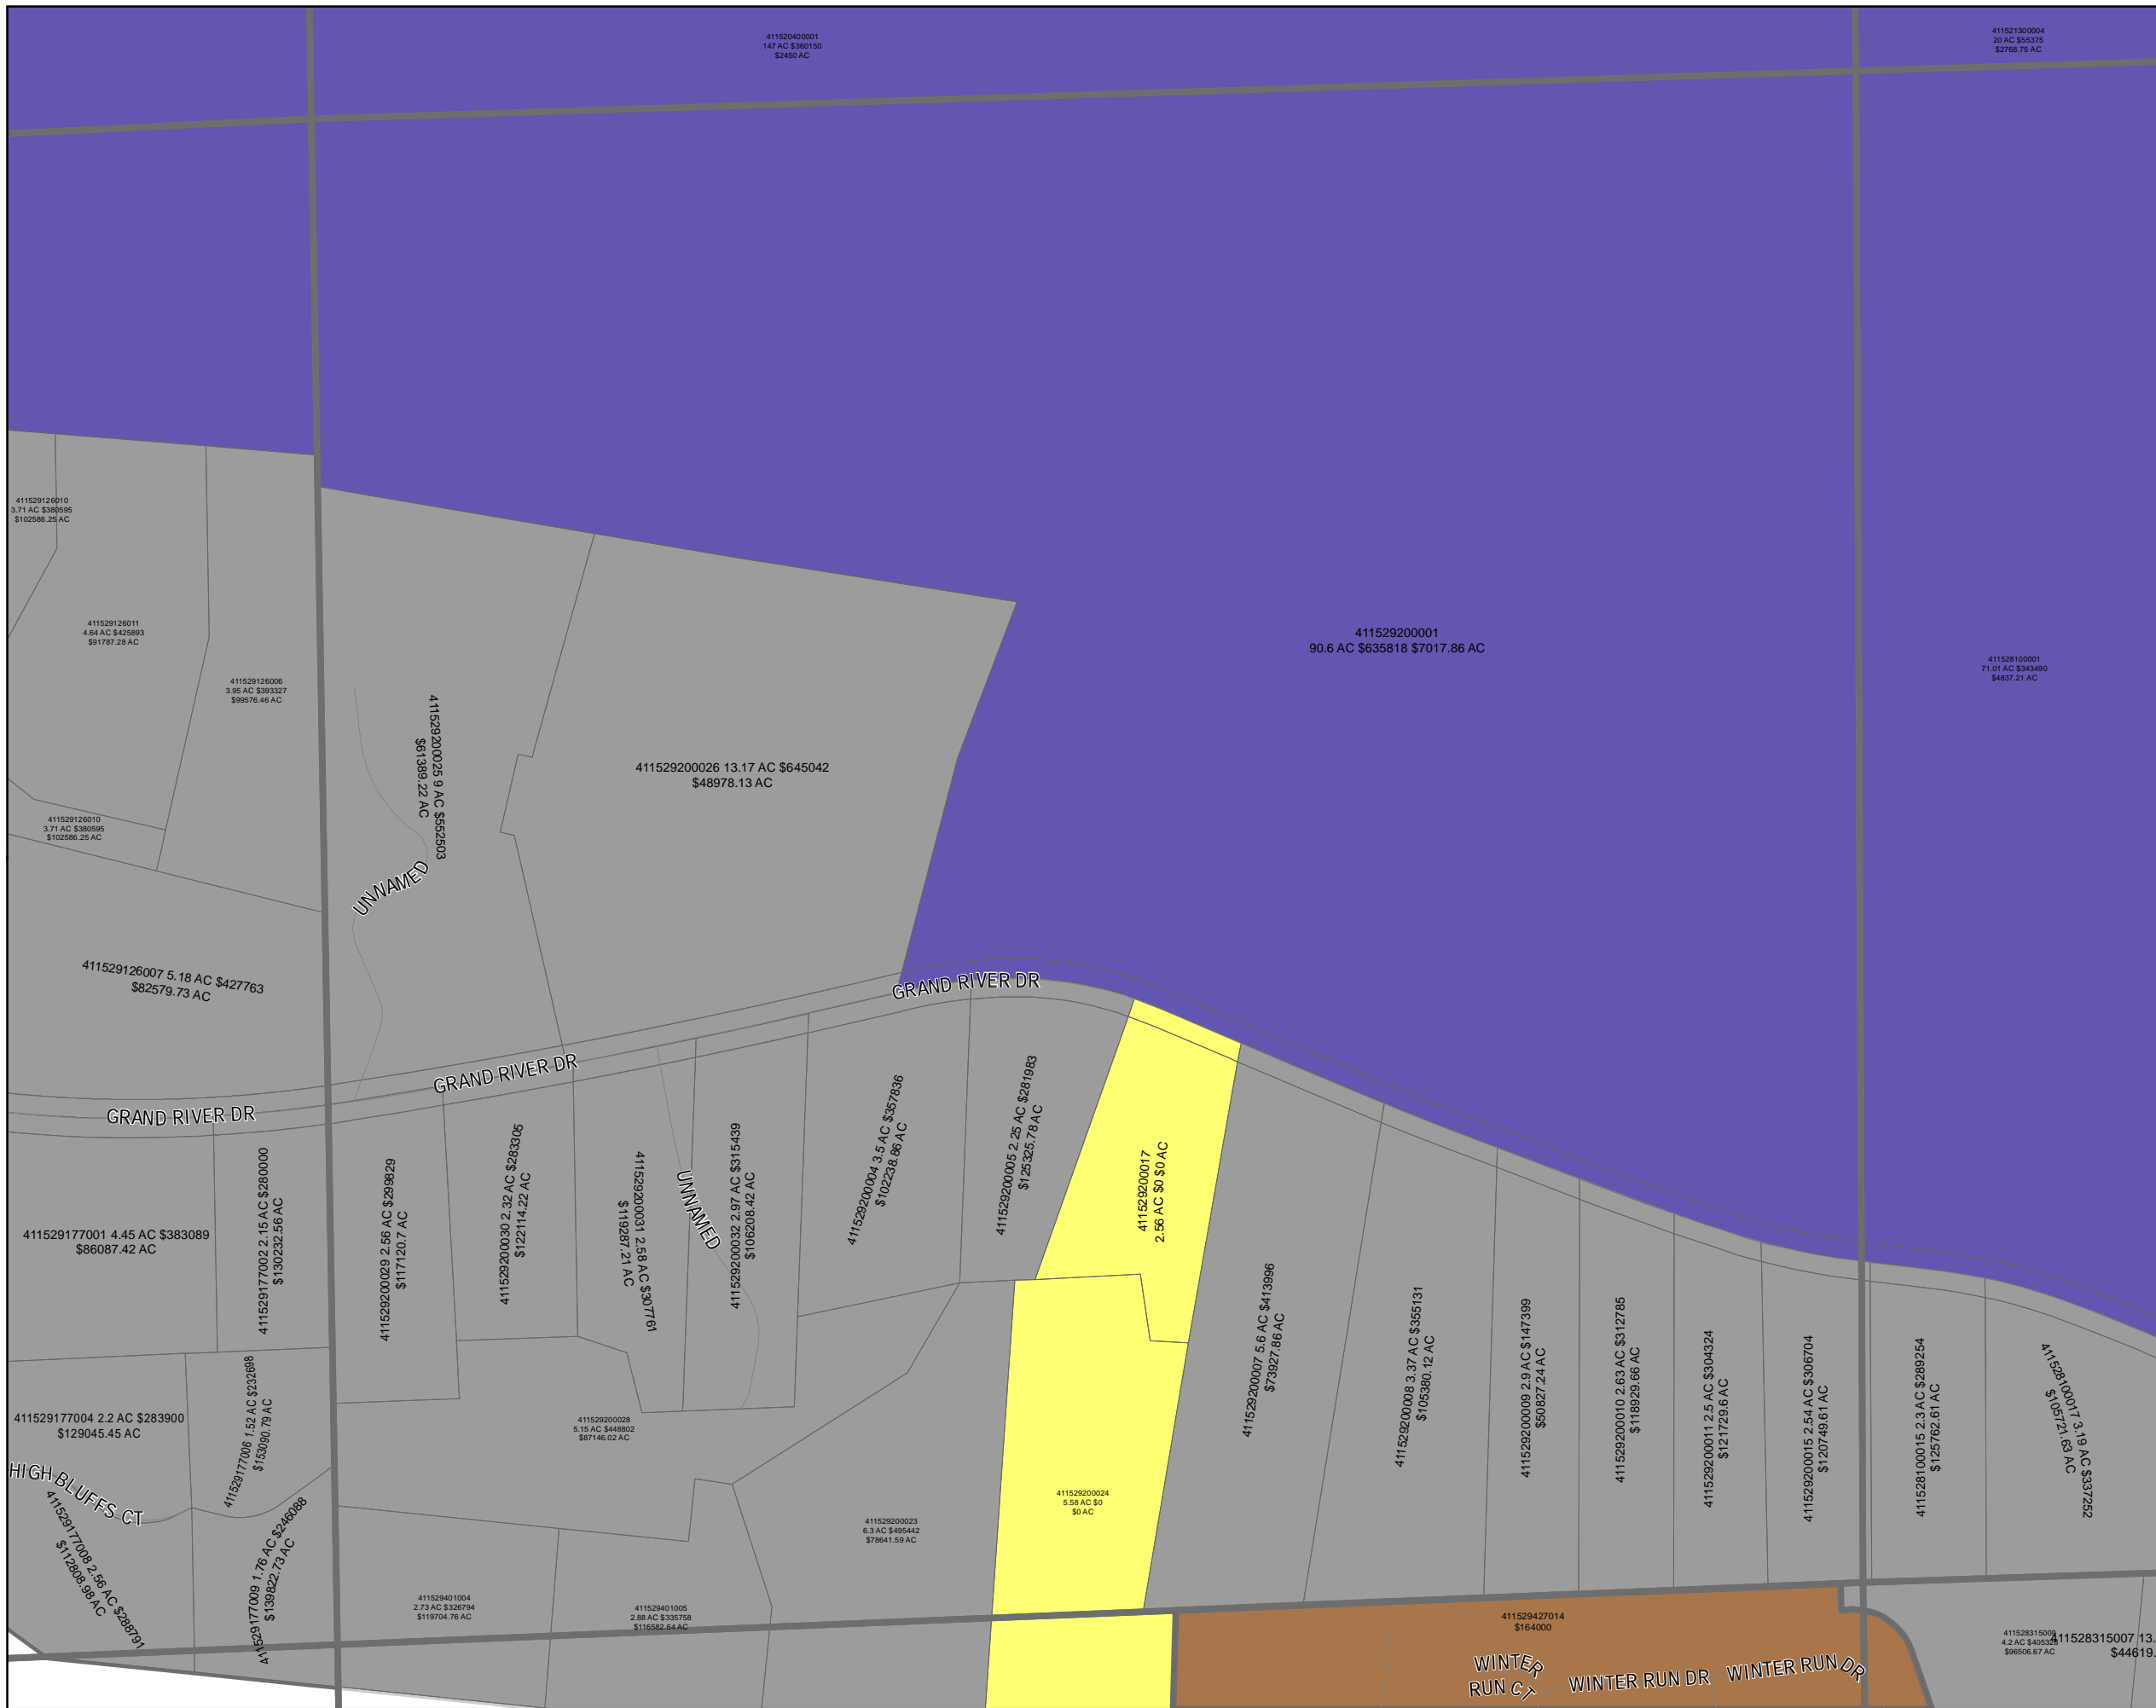 411520400001
147 AC $360150
$2450 AC
411521300004
20 AC $55375
$2768.75 AC
411529126010
3.71 AC $380595
$102586.25 AC
411529126011
4.64 AC $425893
$91787.28 AC
411529126006
3.95 AC $393327
$99576.46 AC
411529200001
90.6 AC $635818 $7017.86 AC
411528100001
71.01 AC $343490
$4837.21 AC
411529200025 9 AC $552503
$61389.22 AC
411529200026 13.17 AC $645042
$48978.13 AC
411529126010
3.71 AC $380595
$102586.25 AC
UNNAMED
411529126007 5.18 AC $427763
$82579.73 AC
GRAND RIVER DR
GRAND RIVER DR
GRAND RIVER DR
411529177001 4.45 AC $383089
$86087.42 AC
411529177002 2.15 AC $280000
$130232.56 AC
411529200029 2.56 AC $299829
$117120.7 AC
411529200030 2.32 AC $283305
$122114.22 AC
411529200031 2.58 AC $307761
$119287.21 AC
UNNAMED
411529200032 2.97 AC $315439
$106208.42 AC
411529200004 3.5 AC $357836
$102238.86 AC
411529200005 2.25 AC $281983
$125325.78 AC
411529200017
2.56 AC $0 $0 AC
411529200007 5.6 AC $413996
$73927.86 AC
411529200008 3.37 AC $355131
$105380.12 AC
411529200009 2.9 AC $147399
$50827.24 AC
411529200010 2.63 AC $312785
$118929.66 AC
411529200011 2.5 AC $304324
$121729.6 AC
411529200015 2.54 AC $306704
$120749.61 AC
411528100015 2.3 AC $289254
$125762.61 AC
411528100017 3.19 AC $337252
$105721.63 AC
411529177004 2.2 AC $283900
$129045.45 AC
411529177006 1.52 AC $232698
$153090.79 AC
411529200028
5.15 AC $448802
$87146.02 AC
HIGH BLUFFS CT
411529177008 2.56 AC $288791
$112808.98 AC
411529177009 1.76 AC $246088
$139822.73 AC
411529200024
5.58 AC $0
$0 AC
411529200023
6.3 AC $495442
$78641.59 AC
411529401004
2.73 AC $326794
$119704.76 AC
411529401005
2.88 AC $335758
$116582.64 AC
411529427014
$164000
411528315009
4.2 AC $405328
$96506.67 AC
411528315007 13.
$44619.
WINTER
RUN CT
WINTER RUN DR
WINTER RUN DR